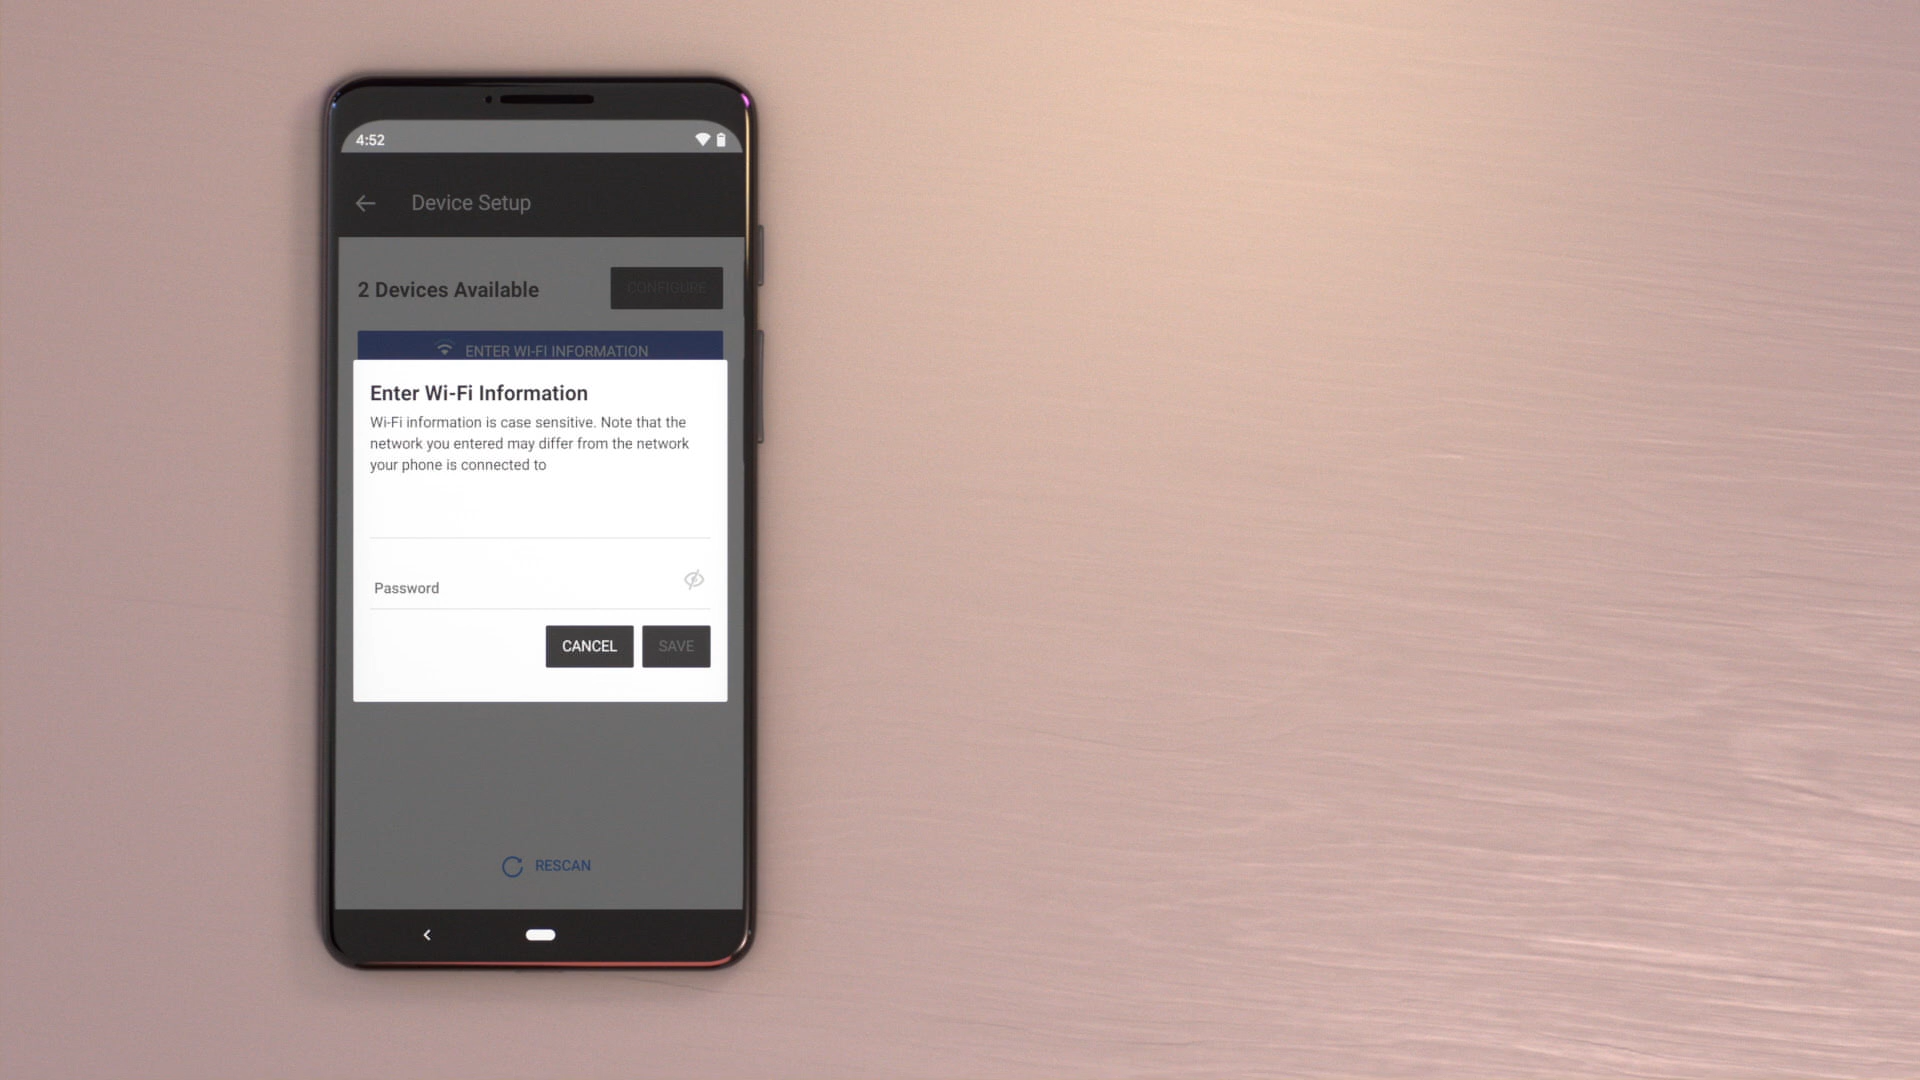 4:52
Device Setup
2 Devices Available
CONFIGURE
ENTER WI-FI INFORMATION
Enter Wi-Fi Information
Wi-Fi information is case sensitive. Note that the
network you entered may differ from the network
your phone is connected to
Password
CANCEL
SAVE
RESCAN